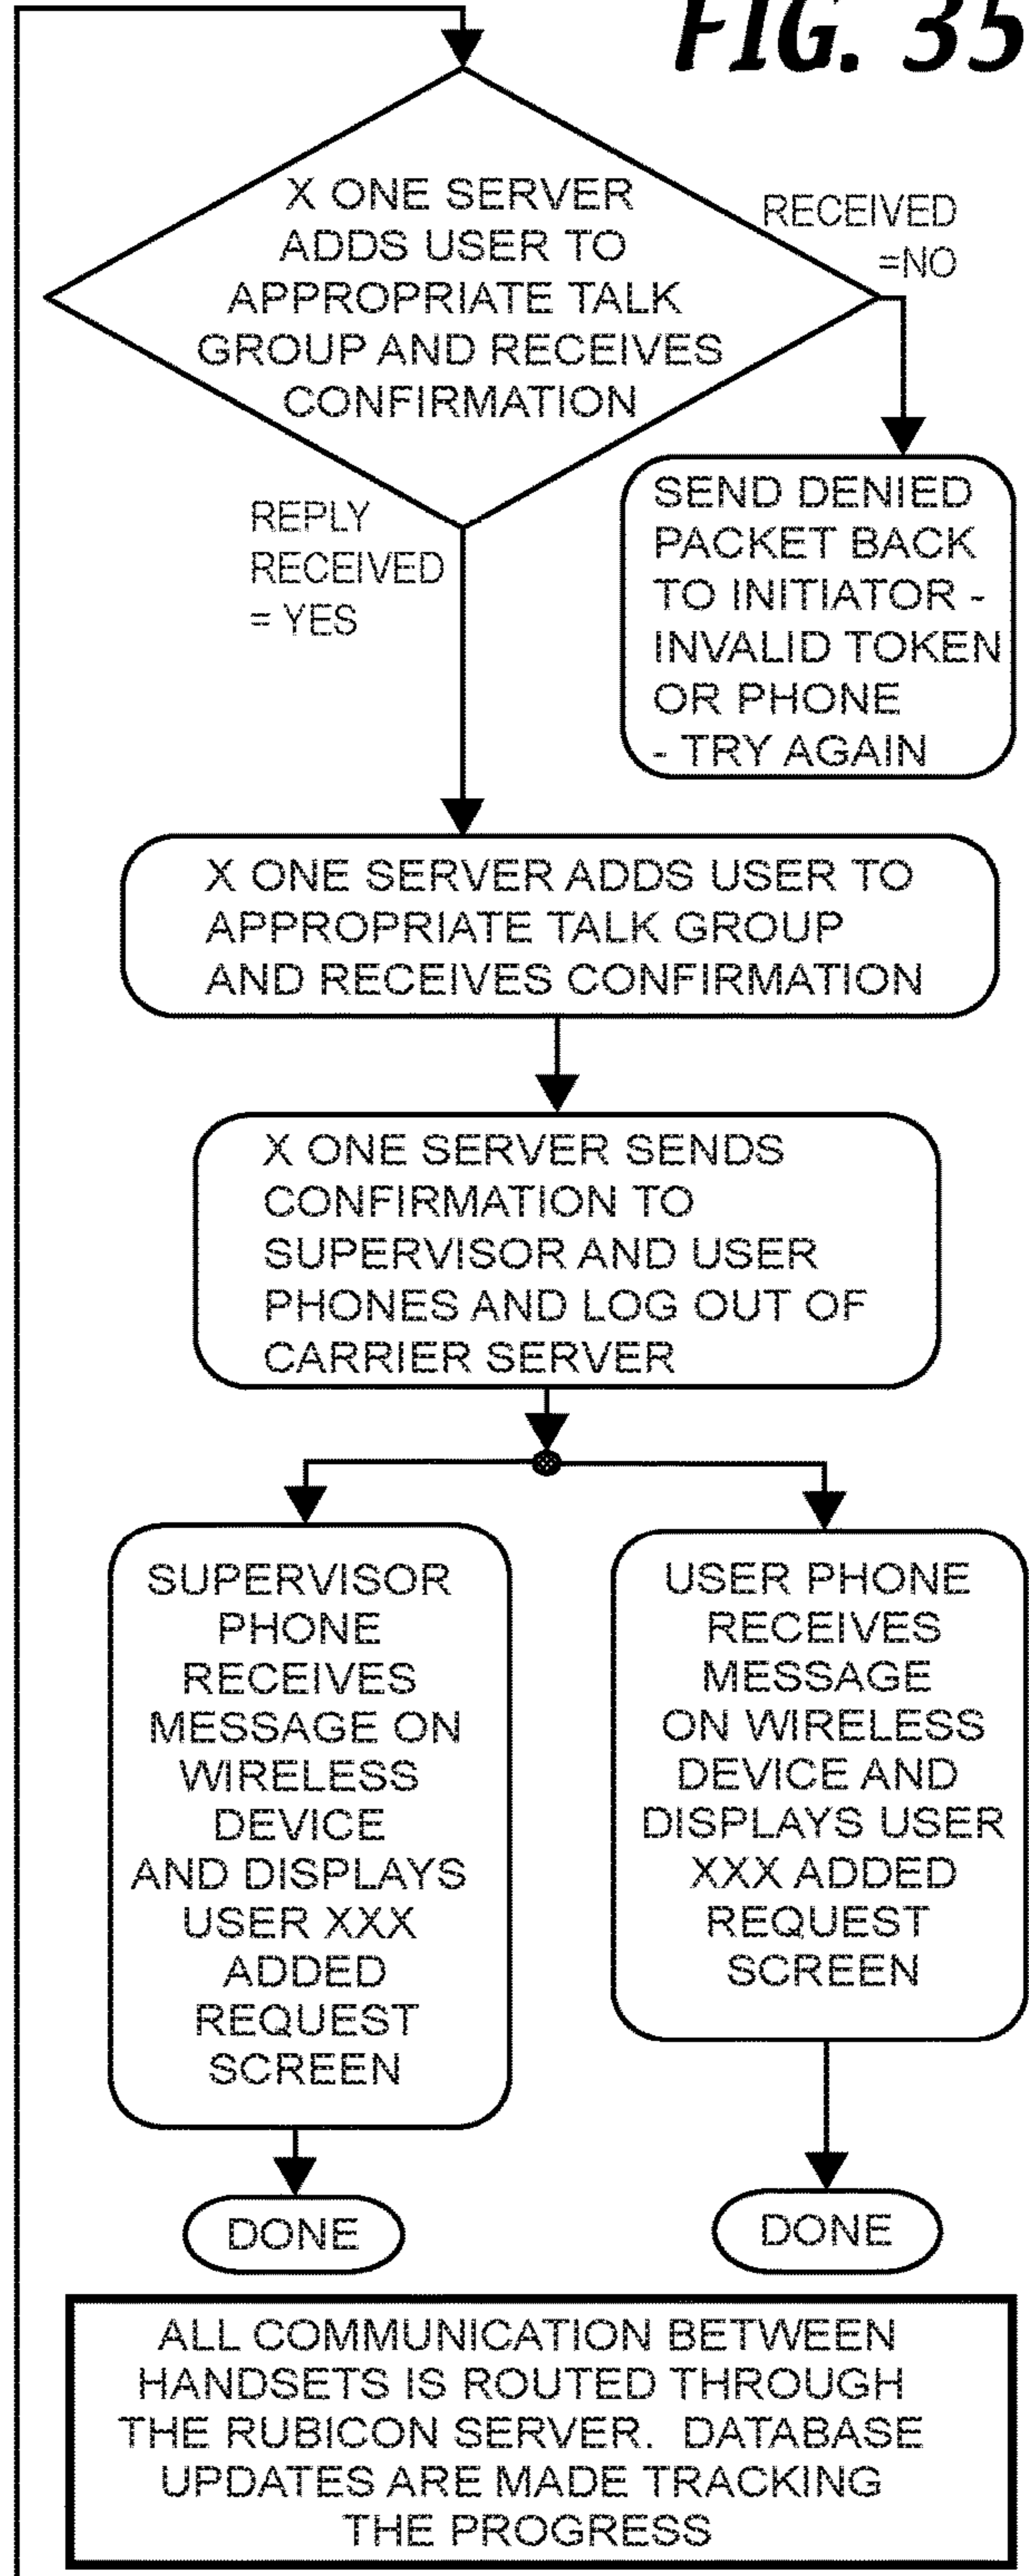 FIG. 35
X ONE SERVER
ADDS USER TO
APPROPRIATE TALK
GROUP AND RECEIVES
CONFIRMATION
RECEIVED
=NO
REPLY
RECEIVED
= YES
SEND DENIED
PACKET BACK
TO INITIATOR -
INVALID TOKEN
OR PHONE
- TRY AGAIN
X ONE SERVER ADDS USER TO
APPROPRIATE TALK GROUP
AND RECEIVES CONFIRMATION
X ONE SERVER SENDS
CONFIRMATION TO
SUPERVISOR AND USER
PHONES AND LOG OUT OF
CARRIER SERVER
SUPERVISOR
PHONE
RECEIVES
MESSAGE ON
WIRELESS
DEVICE
AND DISPLAYS
USER XXX
ADDED
REQUEST
SCREEN
USER PHONE
RECEIVES
MESSAGE
ON WIRELESS
DEVICE AND
DISPLAYS USER
XXX ADDED
REQUEST
SCREEN
DONE
DONE
ALL COMMUNICATION BETWEEN
HANDSETS IS ROUTED THROUGH
THE RUBICON SERVER. DATABASE
UPDATES ARE MADE TRACKING
THE PROGRESS